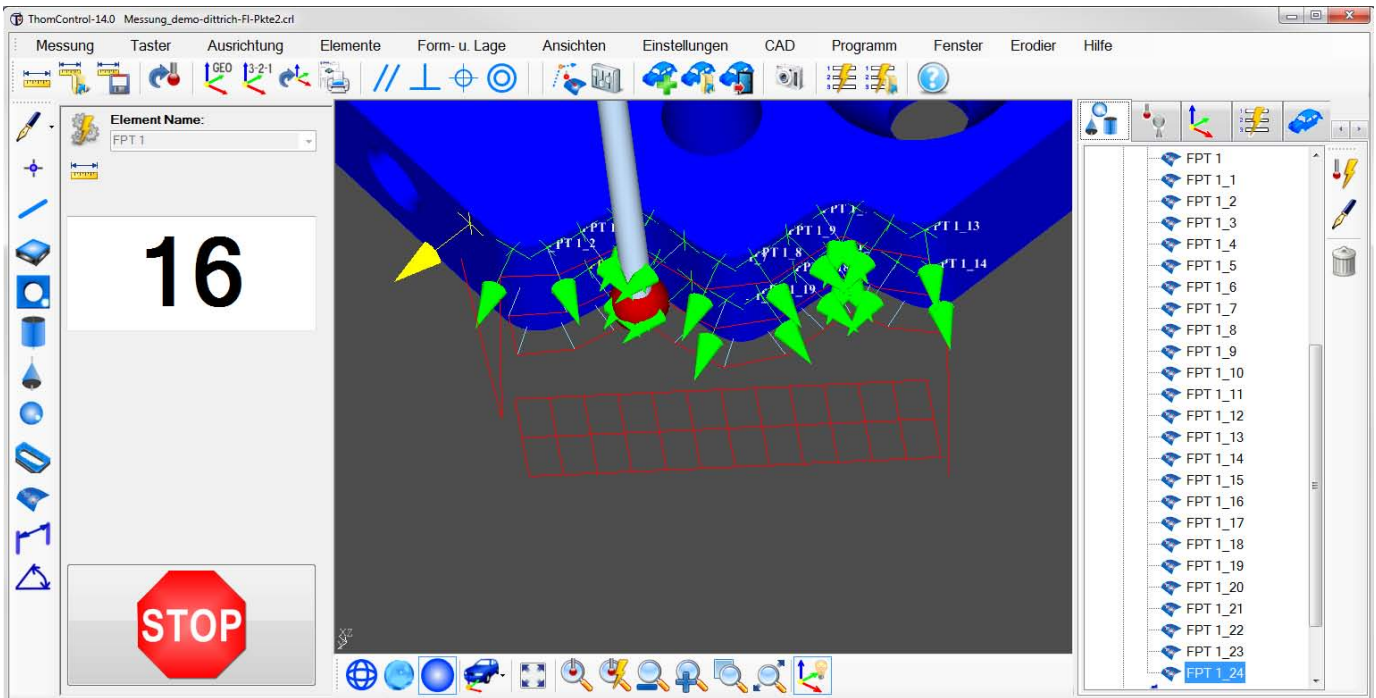 ThomControl-14.0 Messung_demo-dittrich-Fl-Pkte2.crl
Messung Taster Ausrichtung Elemente Form- u. Lage Ansichten Einstellungen CAD Programm Fenster Erodier Hilfe
GEO 3-2-1
Element Name:
FPT 1
16
STOP
PT 1_2
PT 1_8
PT 1_9
PT 1_13
PT 1_14
1_19
XZ
FPT 1
FPT 1_1
FPT 1_2
FPT 1_3
FPT 1_4
FPT 1_5
FPT 1_6
FPT 1_7
FPT 1_8
FPT 1_9
FPT 1_10
FPT 1_11
FPT 1_12
FPT 1_13
FPT 1_14
FPT 1_15
FPT 1_16
FPT 1_17
FPT 1_18
FPT 1_19
FPT 1_20
FPT 1_21
FPT 1_22
FPT 1_23
FPT 1_24